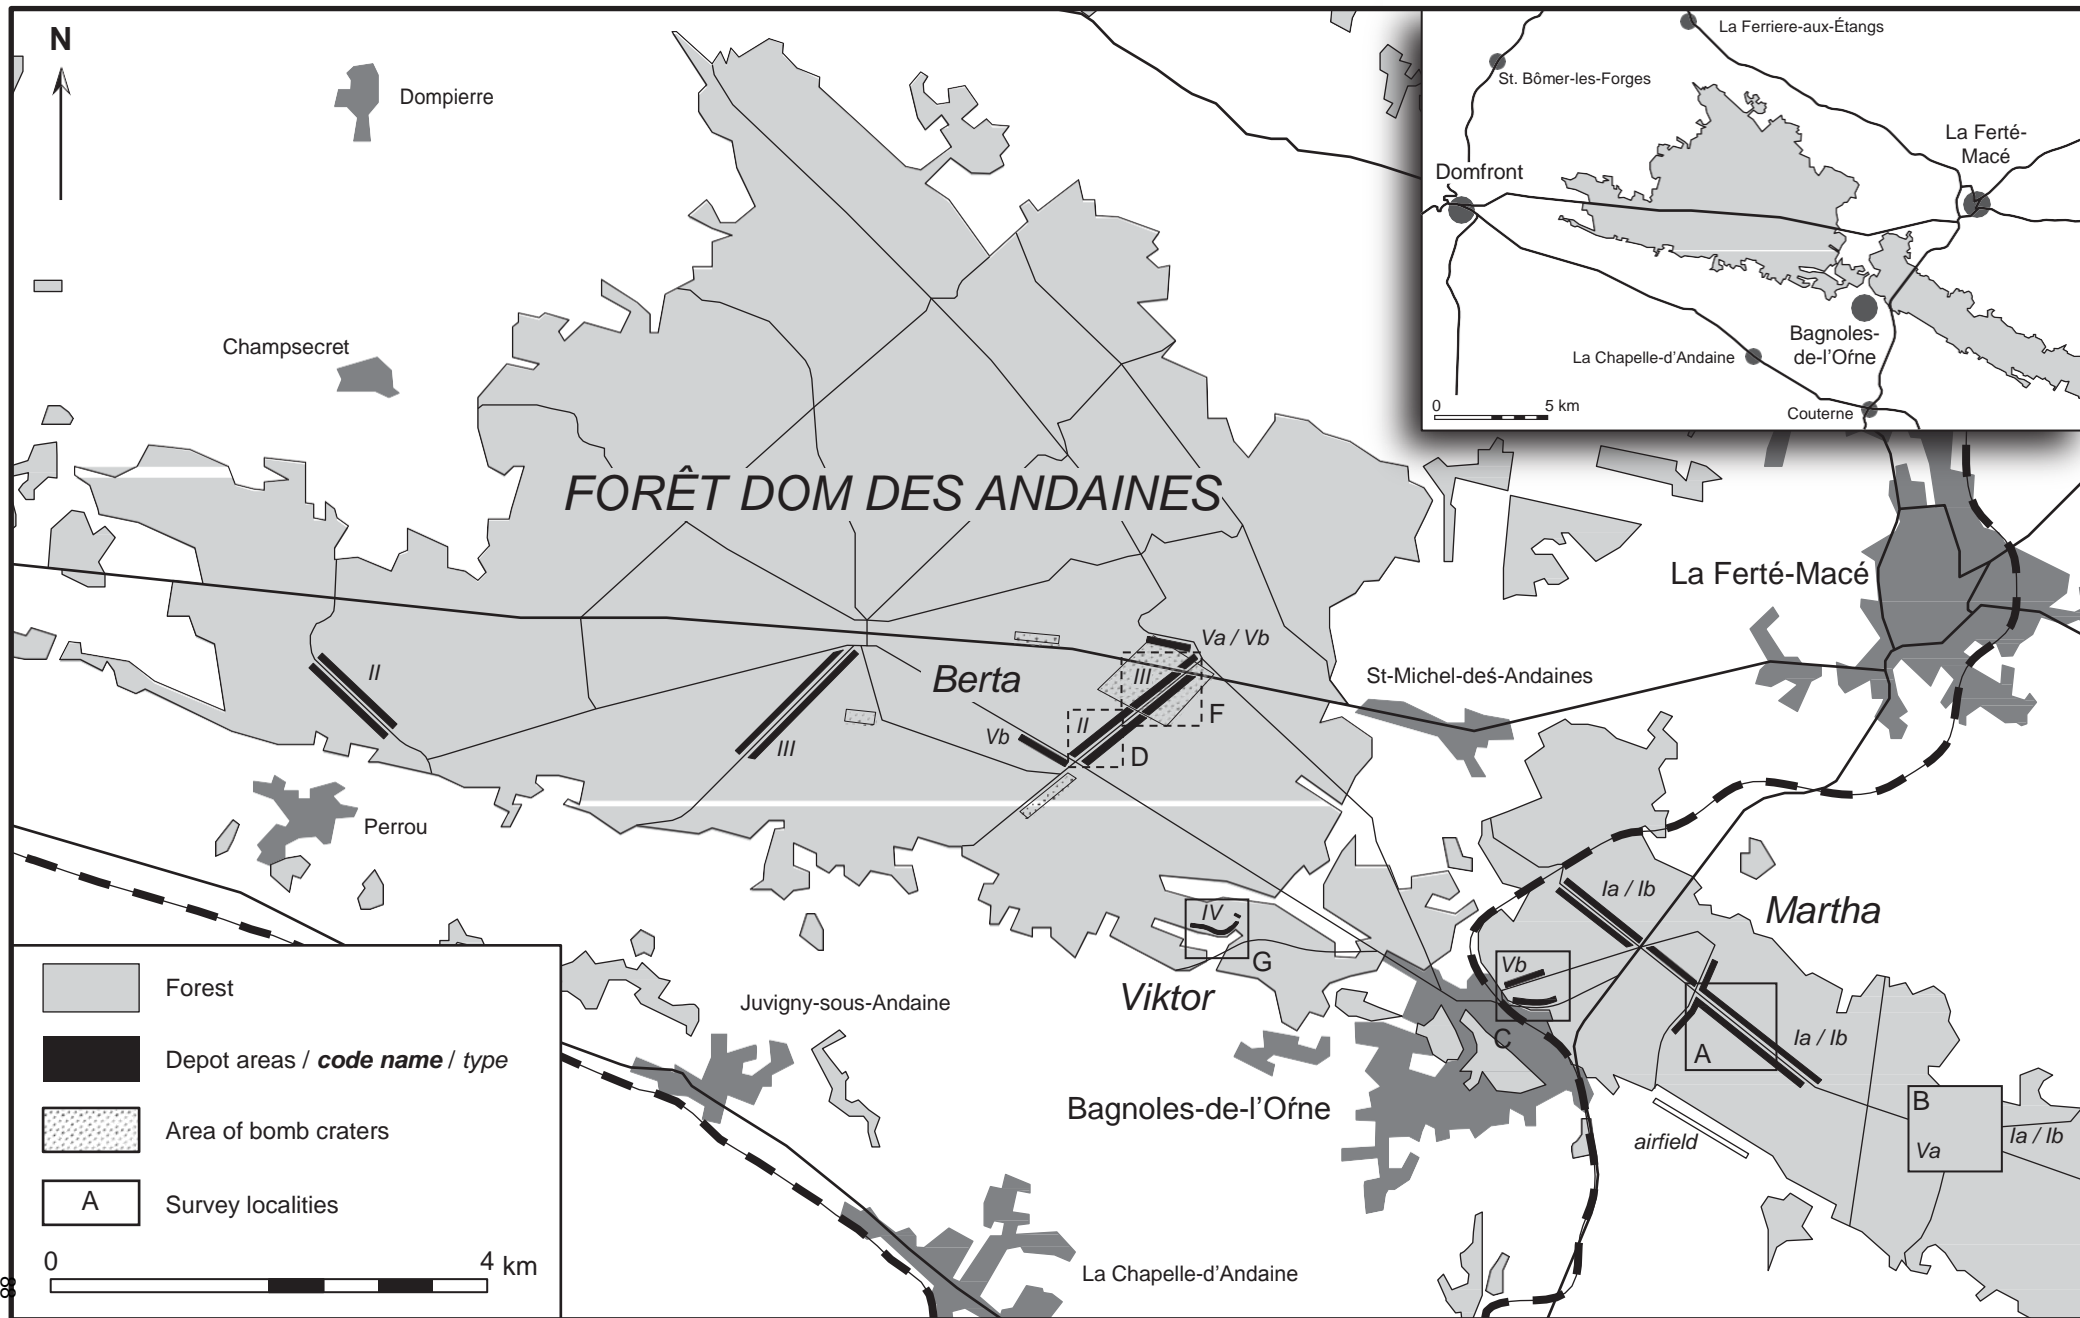 N
Dompierre
Champsecret
La Ferriere-aux-Étangs
St. Bômer-les-Forges
La Ferté-
Macé
Domfront
Bagnoles-
de-l'Oŕne
La Chapelle-d'Andaine
Couterne
0 5 km
FORÊT DOM DES ANDAINES
La Ferté-Macé
II
III
Berta
Va / Vb
III
F
II
Vb
D
St-Michel-deś-Andaines
Perrou
Ia / Ib
Martha
IV
G
Viktor
Vb
C
Juvigny-sous-Andaine
A
Ia / Ib
Bagnoles-de-l'Oŕne
airfield
B
Va
Ia / Ib
La Chapelle-d'Andaine
Forest
Depot areas / code name / type
Area of bomb craters
A
Survey localities
0 4 km
88